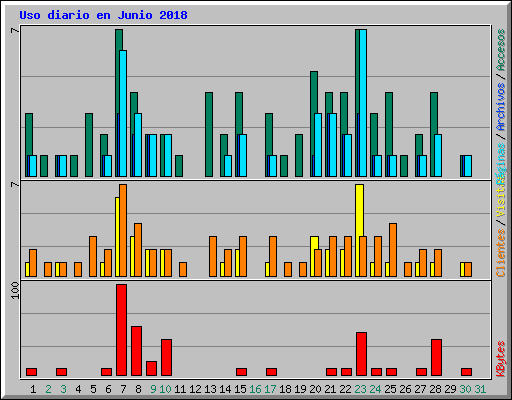 Uso diario en Junio 2018
7
7
100
Clientes / Visitas
Páginas / Archivos / Accesos
KBytes
1 2 3 4 5 6 7 8 9 10 11 12 13 14 15 16 17 18 19 20 21 22 23 24 25 26 27 28 29 30 31